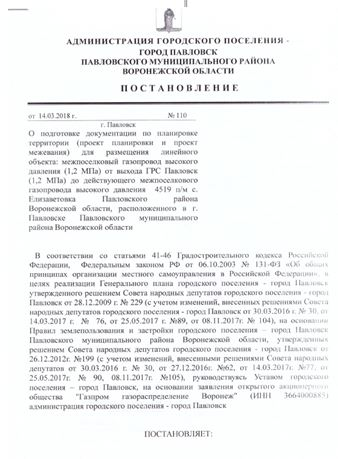 АДМИНИСТРАЦИЯ ГОРОДСКОГО ПОСЕЛЕНИЯ -
ГОРОД ПАВЛОВСК
ПАВЛОВСКОГО МУНИЦИПАЛЬНОГО РАЙОНА
ВОРОНЕЖСКОЙ ОБЛАСТИ
ПОСТАНОВЛЕНИЕ
от 14.03.2018 г. № 110
г. Павловск
О подготовке документации по планировке
территории (проект планировки и проект
межевания) для размещения линейного
объекта: межпоселковый газопровод высокого
давления (1,2 МПа) от выхода ГРС Павловск
(1,2 МПа) до действующего межпоселкового
газопровода высокого давления 4519 п/м с.
Елизаветовка Павловского района
Воронежской области, расположенного в г.
Павловске Павловского муниципального
района Воронежской области
В соответствии со статьями 41-46 Градостроительного кодекса Российской
Федерации, Федеральным законом РФ от 06.10.2003 № 131-ФЗ «Об общих
принципах организации местного самоуправления в Российской Федерации», в
целях реализации Генерального плана городского поселения - город Павловск
утвержденного решением Совета народных депутатов городского поселения - город
Павловск от 28.12.2009 г. № 229 (с учетом изменений, внесенных решениями Совета
народных депутатов городского поселения - город Павловск от 30.03.2016 г. № 30, от
14.03.2017 г. № 76, от 25.05.2017 г. №89, от 08.11.2017г. № 104), на основании
Правил землепользования и застройки городского поселения – город Павловск
Павловского муниципального района Воронежской области, утвержденных
решением Совета народных депутатов городского поселения - город Павловск от
26.12.2012г. №199 (с учетом изменений, внесенными решениями Совета народных
депутатов от 30.03.2016 г. № 30, от 27.12.2016г. №62, от 14.03.2017г. №77, от
25.05.2017г. № 90, 08.11.2017г. №105), руководствуясь Уставом городского
поселения – город Павловск, на основании заявления открытого акционерного
общества "Газпром газораспределение Воронеж" (ИНН 3664000885)
администрация городского поселения - город Павловск
ПОСТАНОВЛЯЕТ: